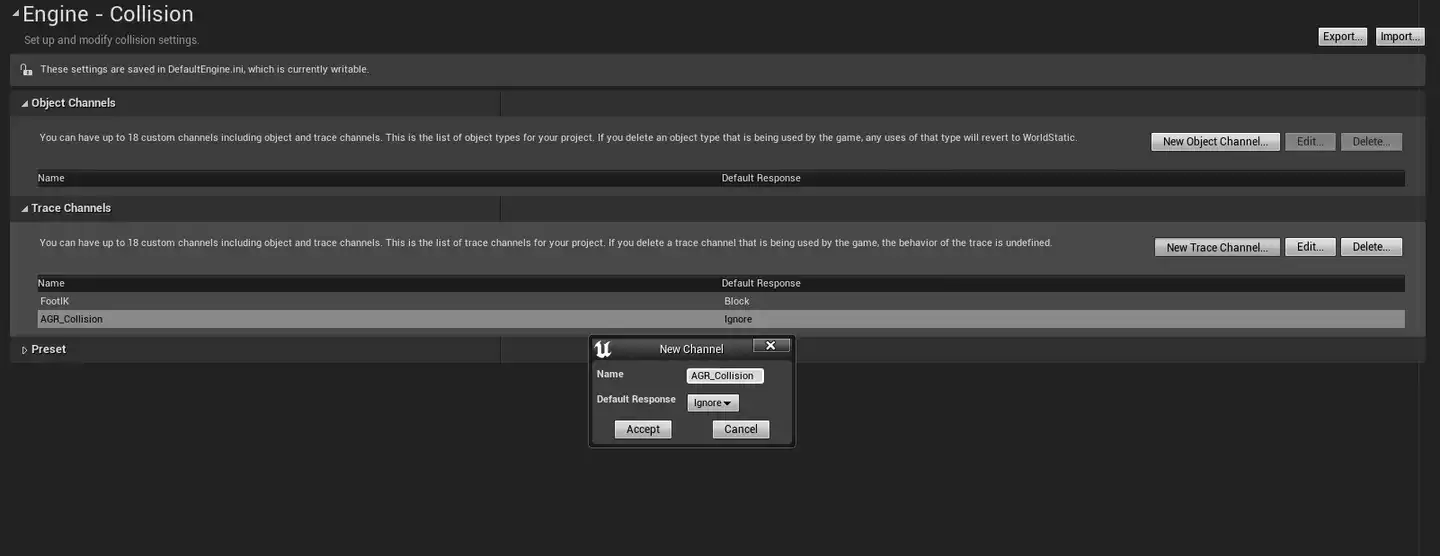 Engine - Collision
Set up and modify collision settings.
Export...
Import...
These settings are saved in DefaultEngine.ini, which is currently writable.
Object Channels
You can have up to 18 custom channels including object and trace channels. This is the list of object types for your project. If you delete an object type that is being used by the game, any uses of that type will revert to WorldStatic.
New Object Channel...
Edit...
Delete...
Name
Default Response
Trace Channels
You can have up to 18 custom channels including object and trace channels. This is the list of trace channels for your project. If you delete a trace channel that is being used by the game, the behavior of the trace is undefined.
New Trace Channel...
Edit...
Delete...
Name
Default Response
FootIK
Block
AGR_Collision
Ignore
Preset
New Channel
Name
AGR_Collision
Default Response
Ignore
Accept
Cancel